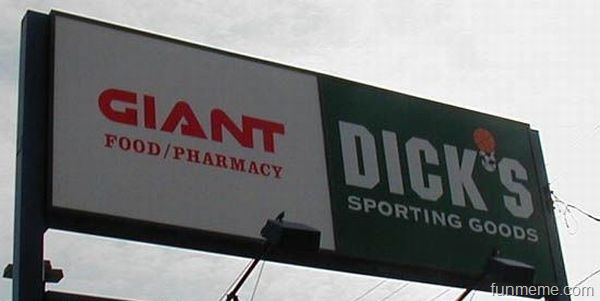 GIANT
FOOD/PHARMACY
DICK'S
SPORTING GOODS
funmeme.com